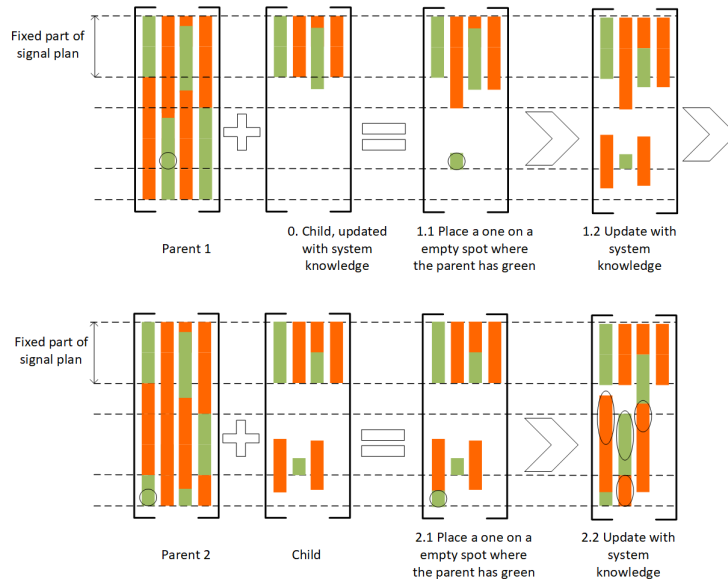 Fixed part of
signal plan
Parent 1
0. Child, updated
with system
knowledge
1.1 Place a one on a
empty spot where
the parent has green
1.2 Update with
system
knowledge
Fixed part of
signal plan
Parent 2
Child
2.1 Place a one on a
empty spot where
the parent has green
2.2 Update with
system
knowledge